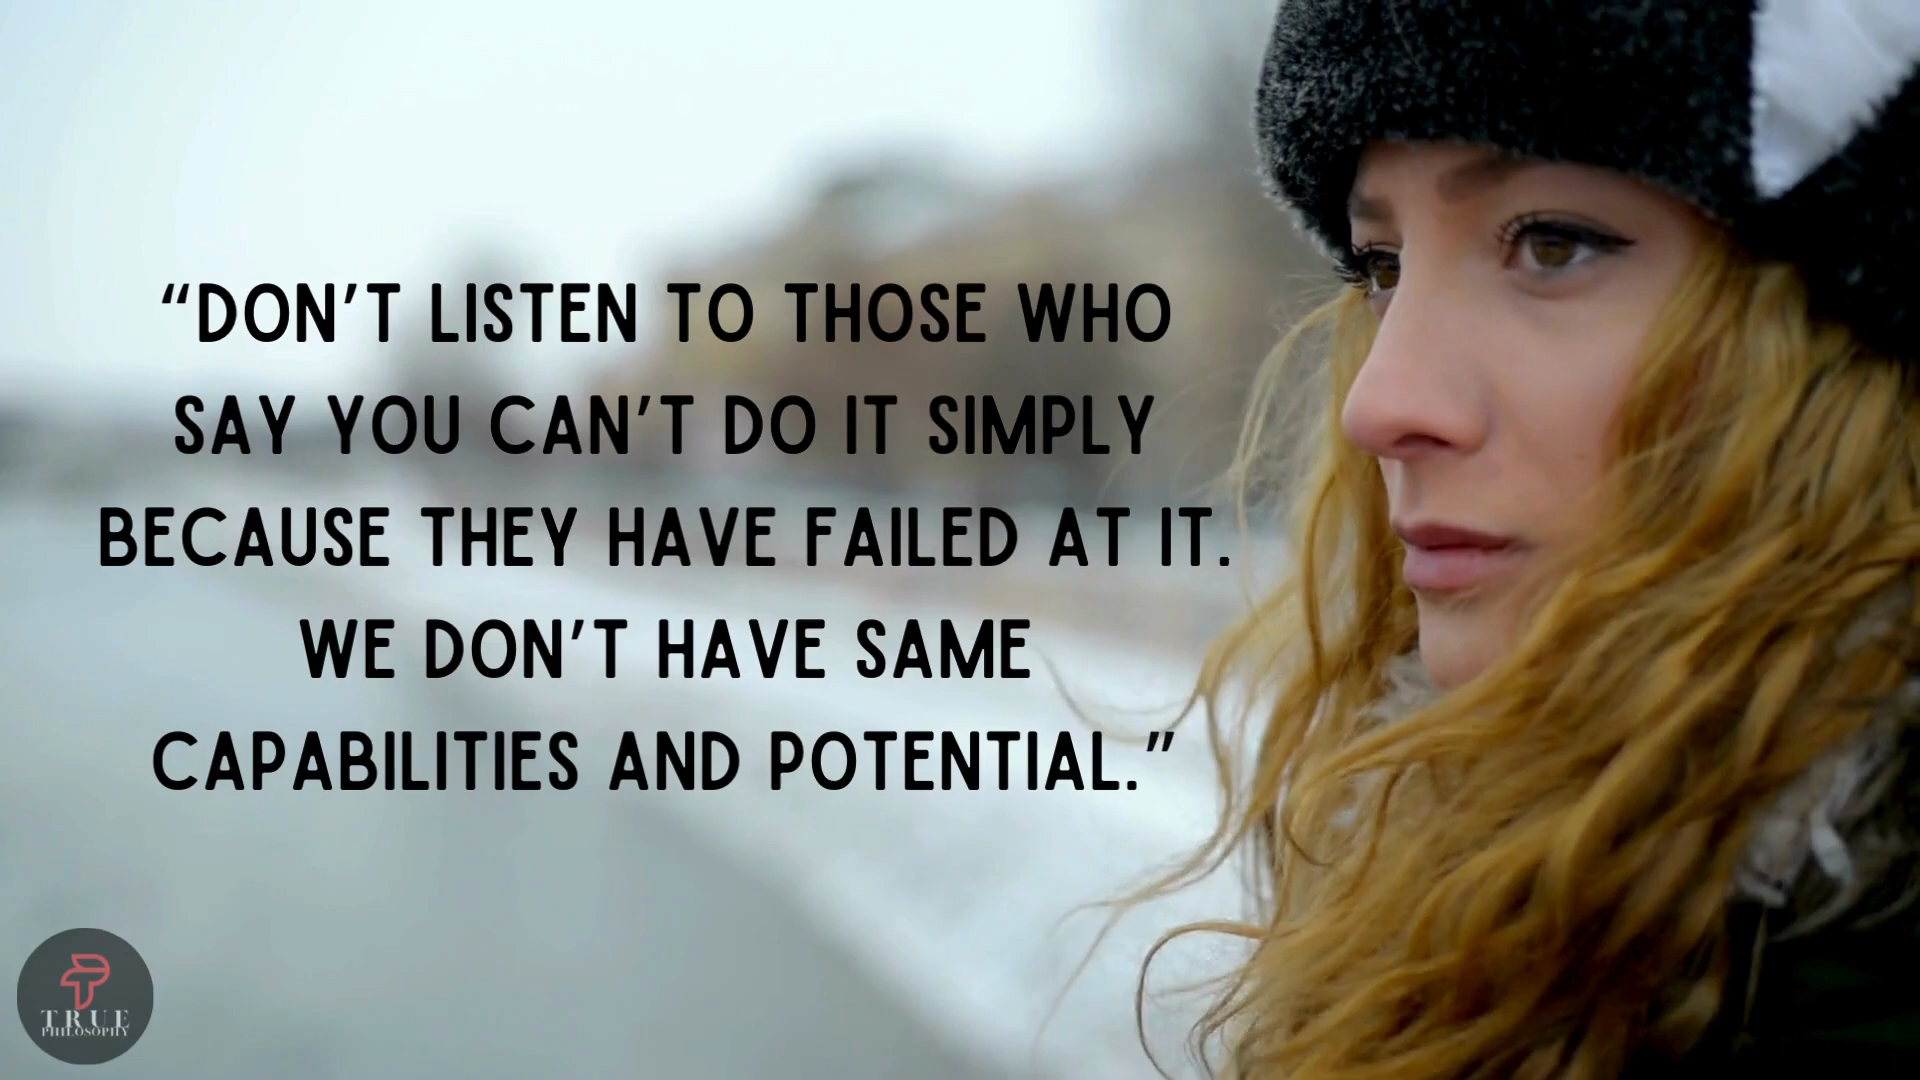 “DON’T LISTEN TO THOSE WHO
SAY YOU CAN’T DO IT SIMPLY
BECAUSE THEY HAVE FAILED AT IT.
WE DON’T HAVE SAME
CAPABILITIES AND POTENTIAL.”
TRUE
PHILOSOPHY